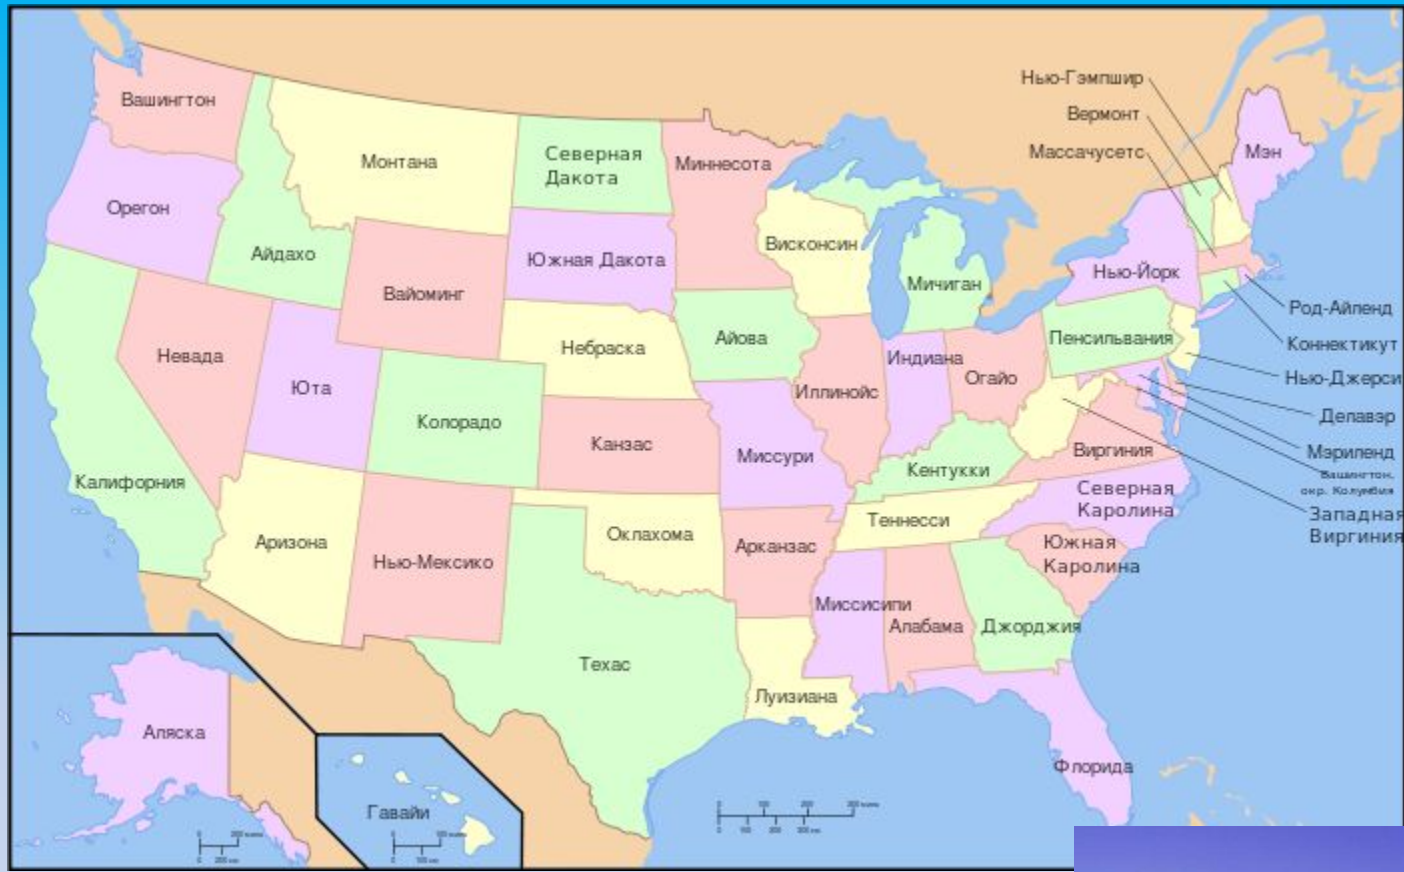 Нью-Гэмпшир
Вермонт
Массачусетс
Мэн
Вашингтон
Монтана
Северная
Дакота
Миннесота
Орегон
Айдахо
Висконсин
Южная Дакота
Вайоминг
Мичиган
Нью-Йорк
Род-Айленд
Айова
Пенсильвания
Коннектикут
Невада
Небраска
Индиана
Огайо
Нью-Джерси
Юта
Иллинойс
Колорадо
Делавэр
Канзас
Миссури
Виргиния
Мэриленд
Кентукки
Вашингтон,
окр. Колумбия
Калифорния
Северная
Каролина
Западная
Виргиния
Теннесси
Аризона
Оклахома
Арканзас
Южная
Каролина
Нью-Мексико
Миссисипи
Алабама
Джорджия
Техас
Луизиана
Аляска
Флорида
Гавайи